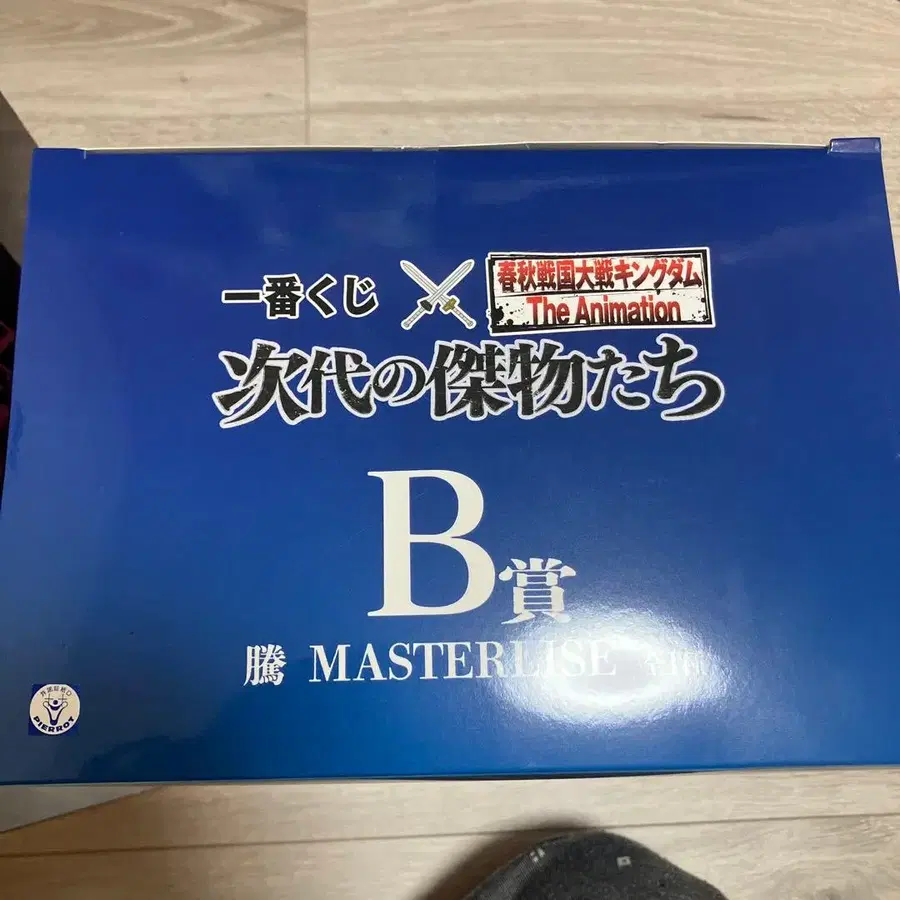 一番くじ
春秋戦国大戦キングダム
The Animation
次代の傑物たち
B賞
騰 MASTERLISE
PIERROT